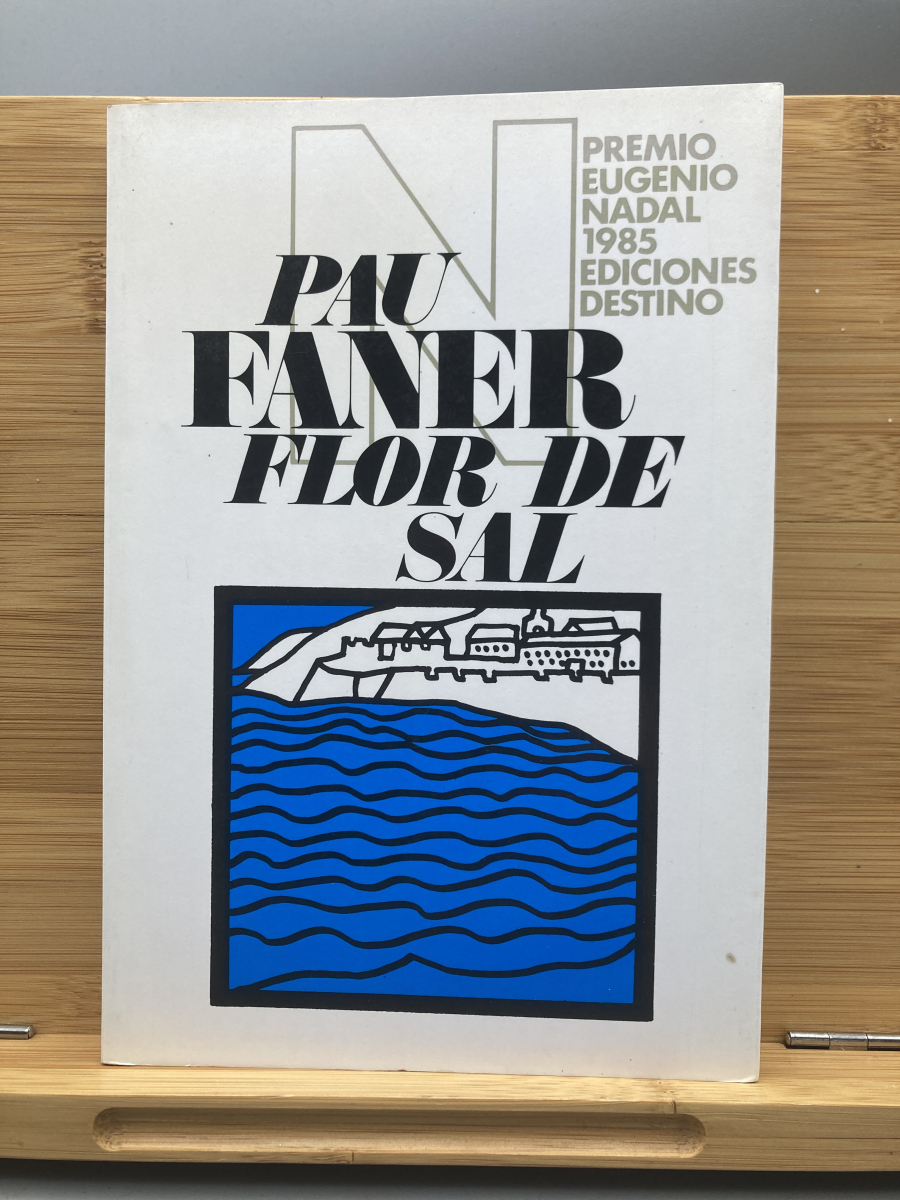 N
PREMIO
EUGENIO
NADAL
1985
EDICIONES
DESTINO
PAU
FANER
FLOR DE
SAL